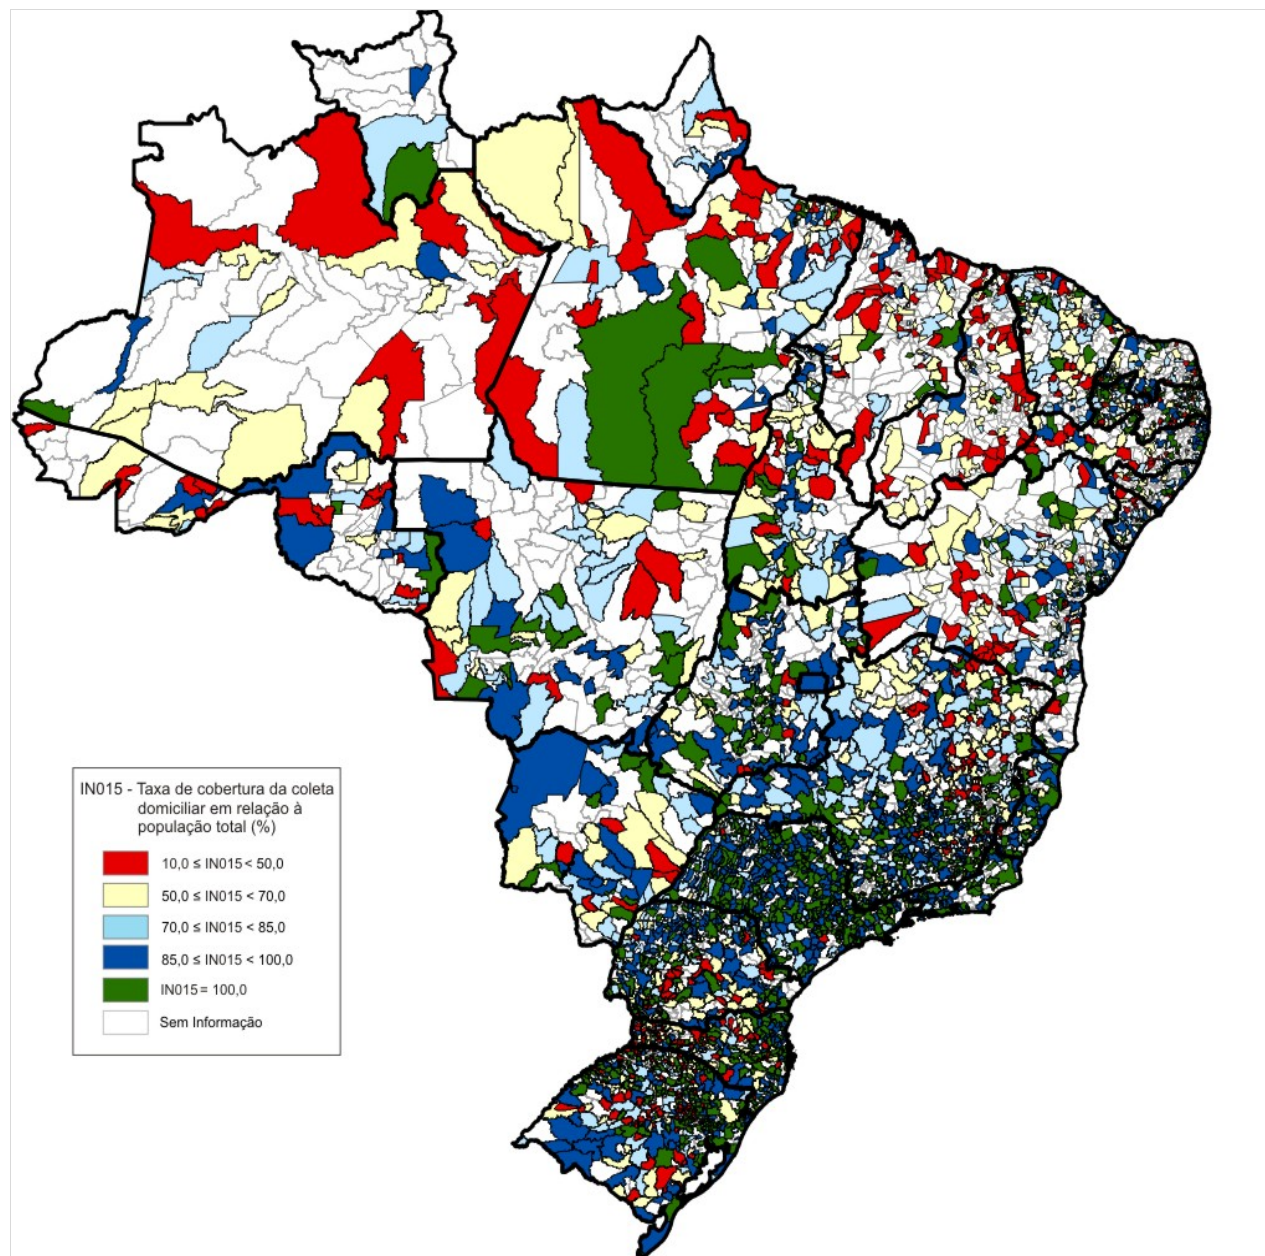 IN015 - Taxa de cobertura da coleta
domiciliar em relação à
população total (%)
10,0 ≤ IN015 < 50,0
50,0 ≤ IN015 < 70,0
70,0 ≤ IN015 < 85,0
85,0 ≤ IN015 < 100,0
IN015 = 100,0
Sem Informação